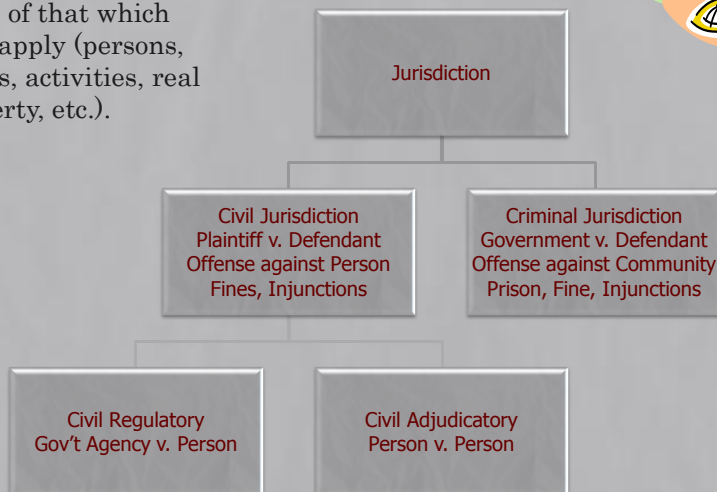 of that which
apply (persons,
s, activities, real
erty, etc.).
Jurisdiction
Civil Jurisdiction
Plaintiff v. Defendant
Offense against Person
Fines, Injunctions
Criminal Jurisdiction
Government v. Defendant
Offense against Community
Prison, Fine, Injunctions
Civil Regulatory
Gov't Agency v. Person
Civil Adjudicatory
Person v. Person